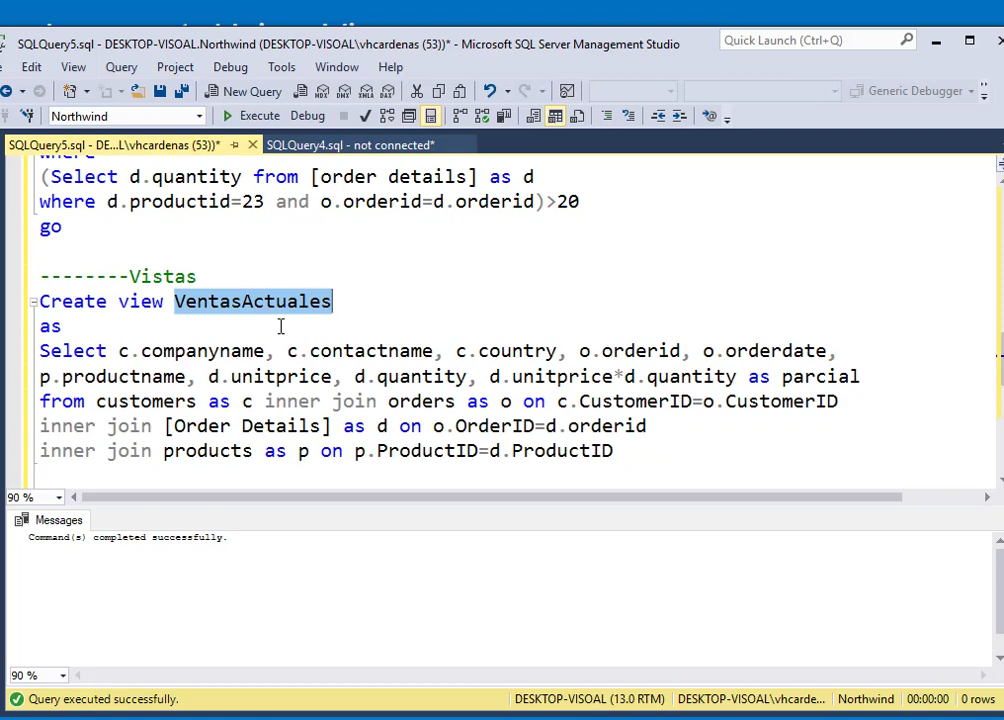 SQLQuery5.sql - DESKTOP-VISOAL.Northwind (DESKTOP-VISOAL\vhcardenas (53))* - Microsoft SQL Server Management Studio
Quick Launch (Ctrl+Q)
Edit View Query Project Debug Tools Window Help
New Query
Generic Debugger
Northwind Execute Debug
SQLQuery5.sql - DE...L\vhcardenas (53))* SQLQuery4.sql - not connected*
(Select d.quantity from [order details] as d
where d.productid=23 and o.orderid=d.orderid)>20
go
--------Vistas
Create view VentasActuales
as
Select c.companyname, c.contactname, c.country, o.orderid, o.orderdate,
p.productname, d.unitprice, d.quantity, d.unitprice*d.quantity as parcial
from customers as c inner join orders as o on c.CustomerID=o.CustomerID
inner join [Order Details] as d on o.OrderID=d.orderid
inner join products as p on p.ProductID=d.ProductID
90 %
Messages
Command(s) completed successfully.
90 %
Query executed successfully. DESKTOP-VISOAL (13.0 RTM) DESKTOP-VISOAL\vhcarde... Northwind 00:00:00 0 rows